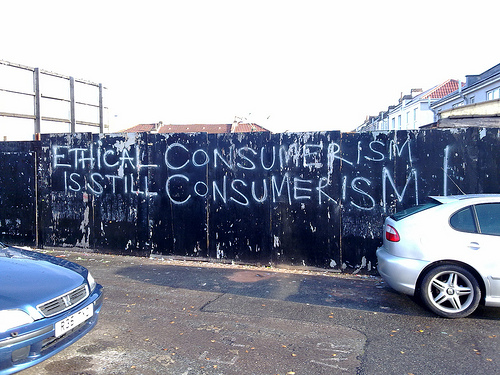 ETHICAL CONSUMERISM
IS STILL CONSUMERISM!